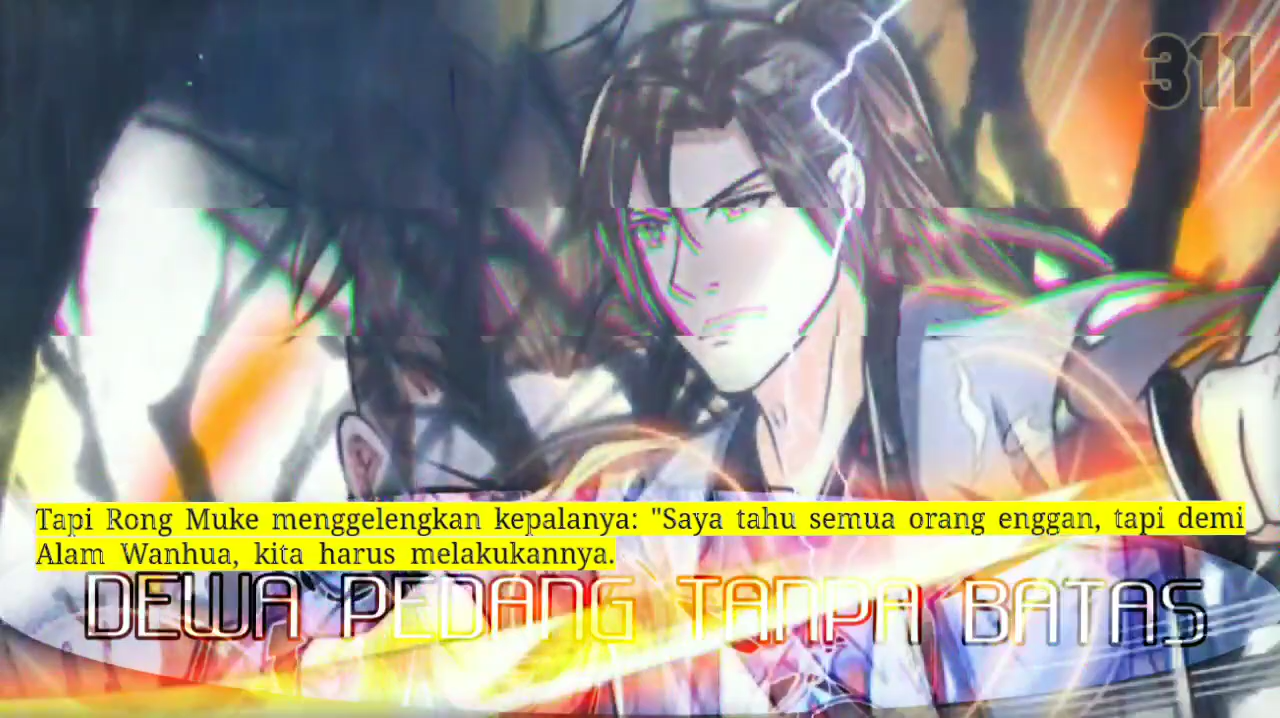 311
Tapi Rong Muke menggelengkan kepalanya: "Saya tahu semua orang enggan, tapi demi
Alam Wanhua, kita harus melakukannya.
DEWA PEDANG TANPA BATAS